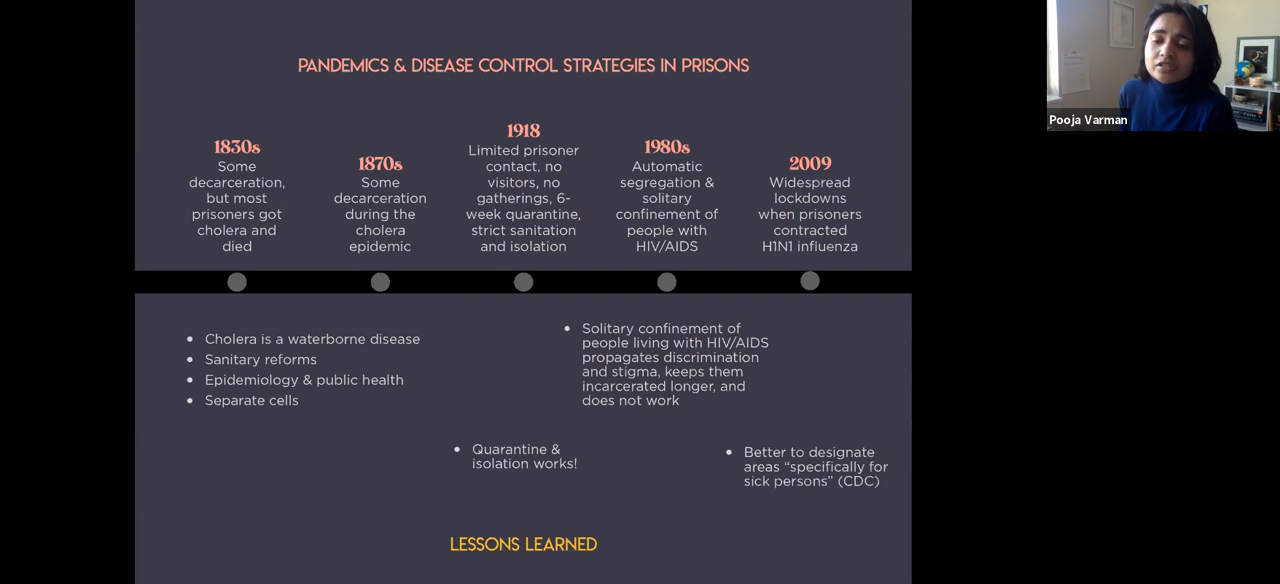 PANDEMICS & DISEASE CONTROL STRATEGIES IN PRISONS
1830s
Some
decarceration,
but most
prisoners got
cholera and
died
1870s
Some
decarceration
during the
cholera
epidemic
1918
Limited prisoner
contact, no
visitors, no
gatherings, 6-
week quarantine,
strict sanitation
and isolation
1980s
Automatic
segregation &
solitary
confinement of
people with
HIV/AIDS
2009
Widespread
lockdowns
when prisoners
contracted
H1N1 influenza
• Cholera is a waterborne disease
• Sanitary reforms
• Epidemiology & public health
• Separate cells
• Quarantine &
isolation works!
• Solitary confinement of
people living with HIV/AIDS
propagates discrimination
and stigma, keeps them
incarcerated longer, and
does not work
• Better to designate
areas “specifically for
sick persons” (CDC)
LESSONS LEARNED
Pooja Varman